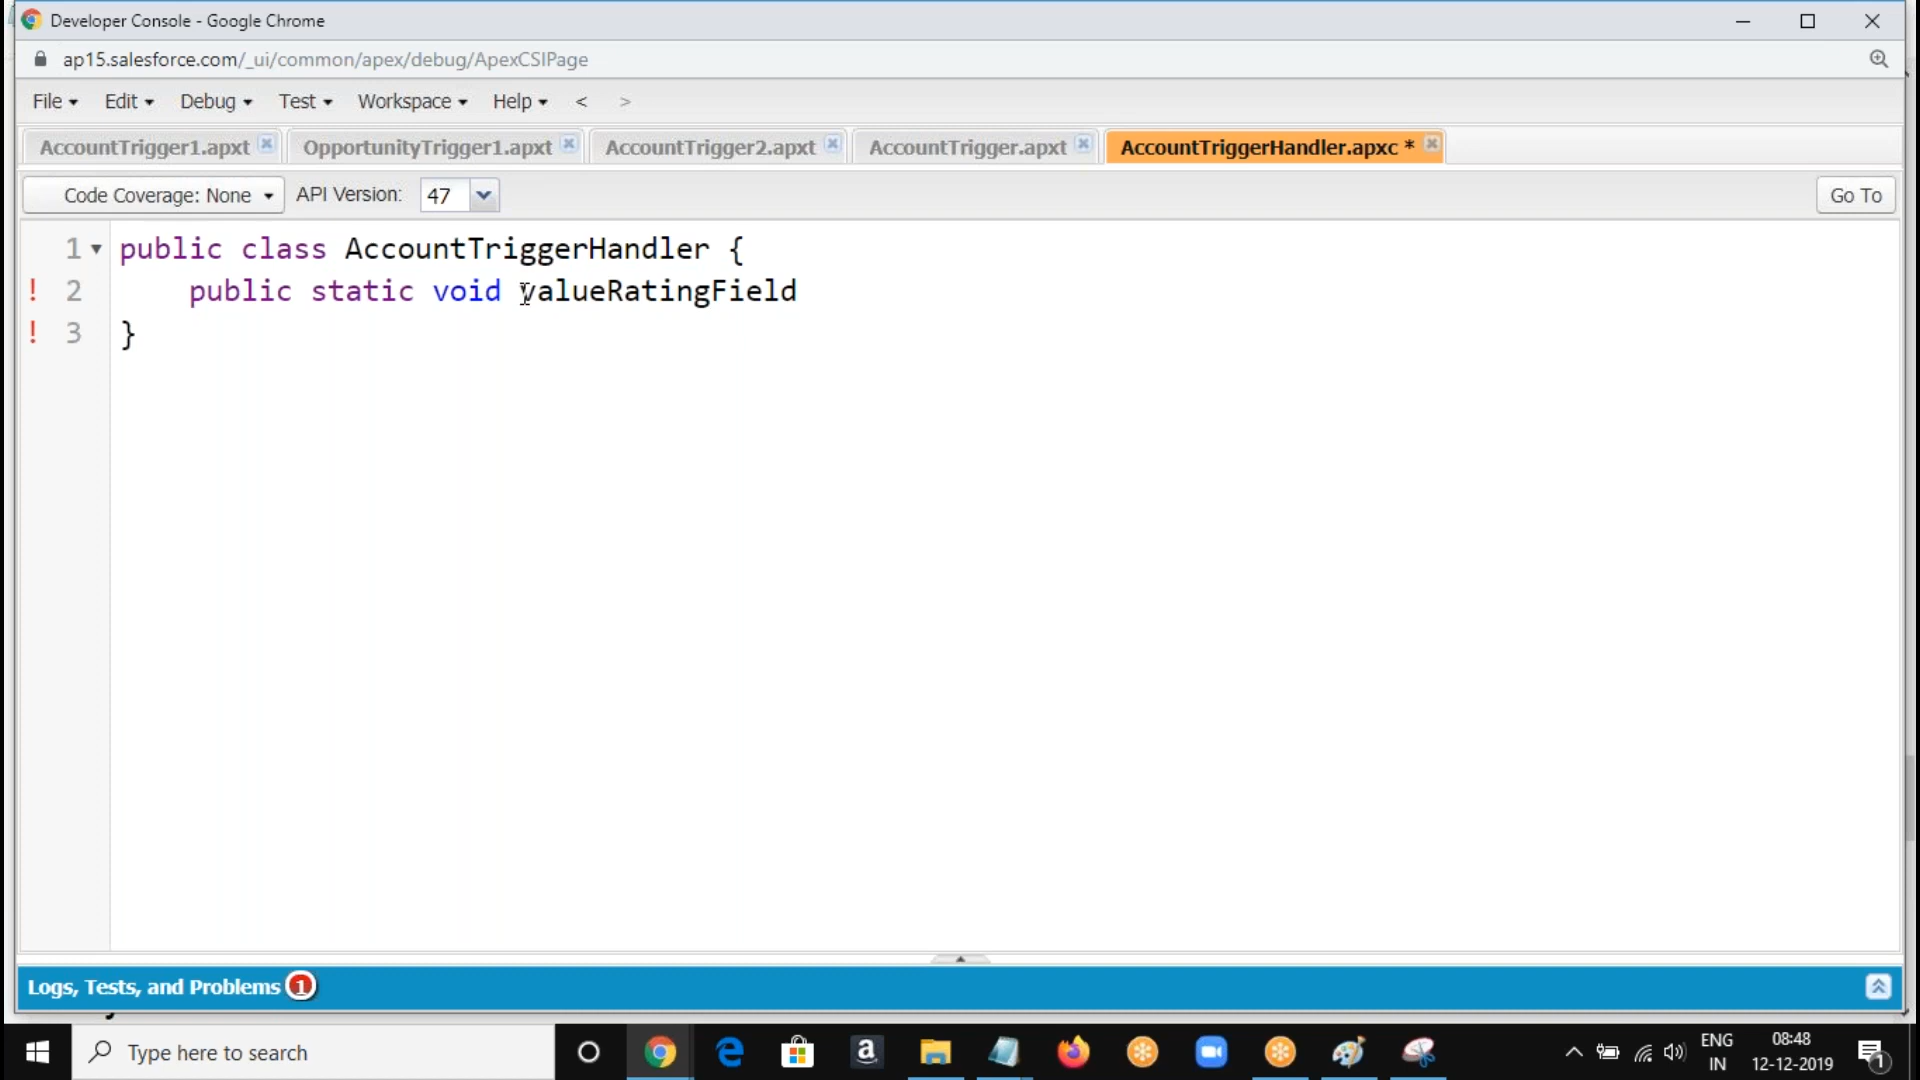 Developer Console - Google Chrome
ap15.salesforce.com/_ui/common/apex/debug/ApexCSIPage
File Edit Debug Test Workspace Help < >
AccountTrigger1.apxt OpportunityTrigger1.apxt AccountTrigger2.apxt AccountTrigger.apxt AccountTriggerHandler.apxc *
Code Coverage: None API Version: 47 Go To
1 public class AccountTriggerHandler {
! 2 public static void valueRatingField
! 3 }
Logs, Tests, and Problems 1
Type here to search
ENG 08:48
IN 12-12-2019 1